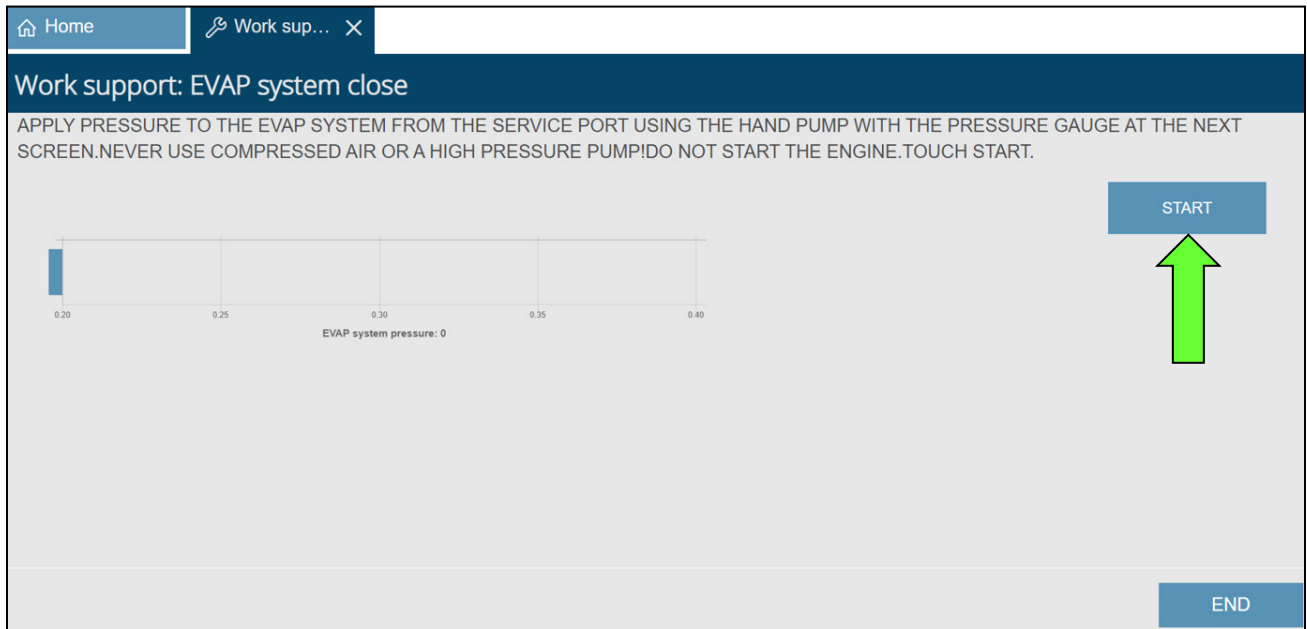 Home
Work sup...
Work support: EVAP system close
APPLY PRESSURE TO THE EVAP SYSTEM FROM THE SERVICE PORT USING THE HAND PUMP WITH THE PRESSURE GAUGE AT THE NEXT
SCREEN.NEVER USE COMPRESSED AIR OR A HIGH PRESSURE PUMP!DO NOT START THE ENGINE.TOUCH START.
START
0.20 0.25 0.30 0.35 0.40
EVAP system pressure: 0
END